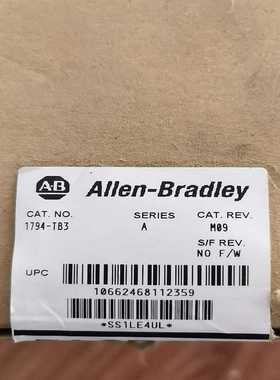 AB Allen-Bradley
CAT. NO. SERIES CAT. REV.
1794-TB3 A M09
S/F REV.
NO F/W
UPC
10662468112359
*SS1LE4UL*